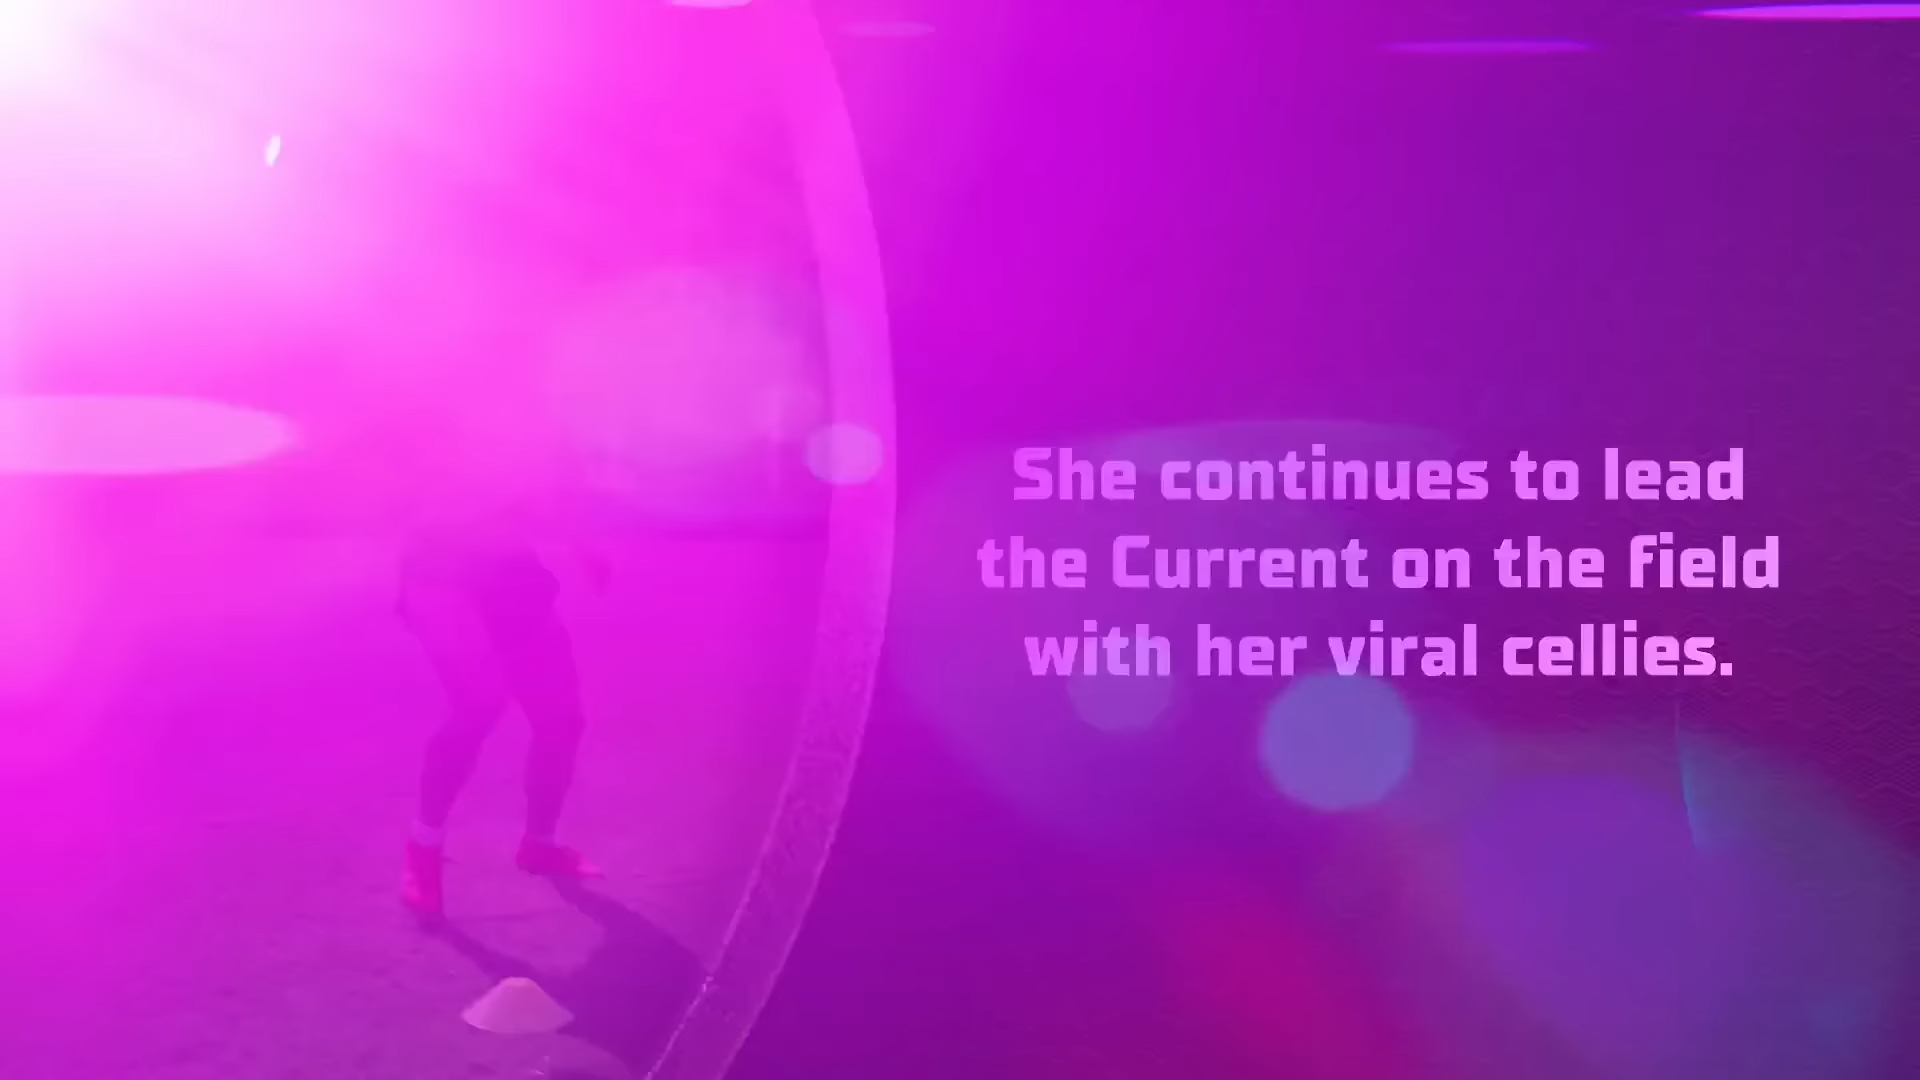 She continues to lead
the Current on the field
with her viral cellies.